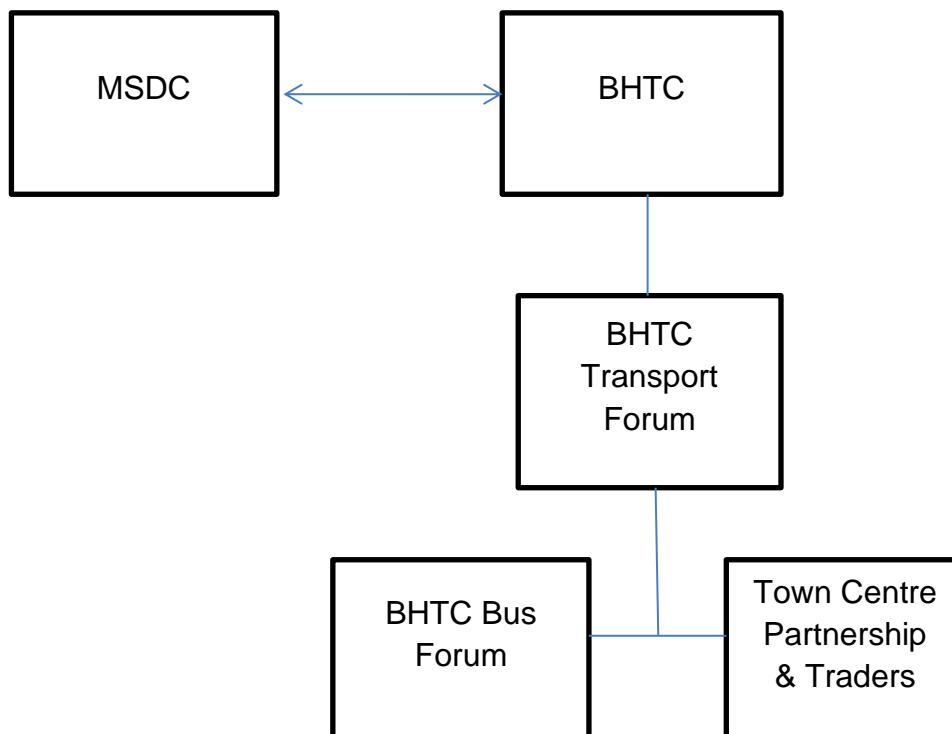 MSDC
BHTC
BHTC
Transport
Forum
BHTC Bus
Forum
Town Centre
Partnership
& Traders